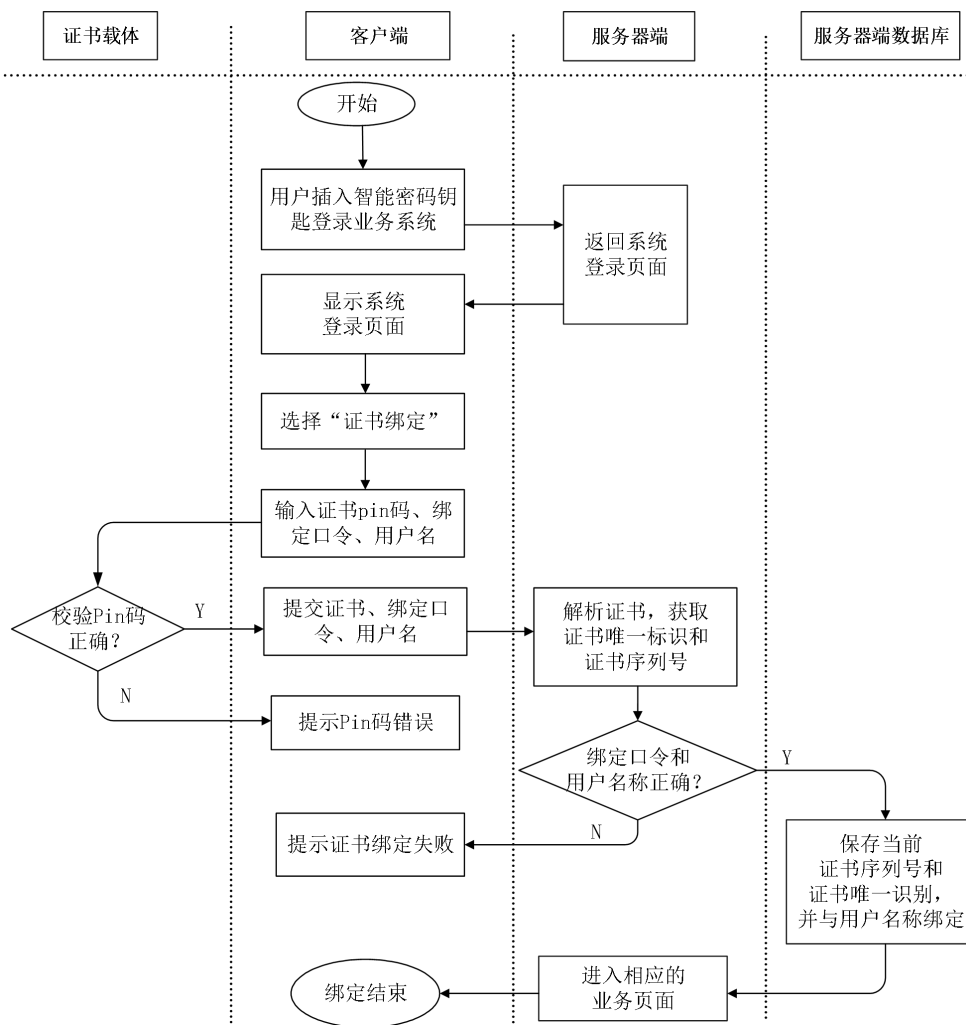 证书载体
客户端
服务器端
服务器端数据库
开始
用户插入智能密码钥
匙登录业务系统
返回系统
登录页面
显示系统
登录页面
选择“证书绑定”
输入证书pin码、绑
定口令、用户名
校验Pin码
正确？
Y
提交证书、绑定口
令、用户名
解析证书，获取
证书唯一标识和
证书序列号
N
提示Pin码错误
绑定口令和
用户名称正确？
Y
N
提示证书绑定失败
保存当前
证书序列号和
证书唯一识别，
并与用户名称绑定
进入相应的
业务页面
绑定结束